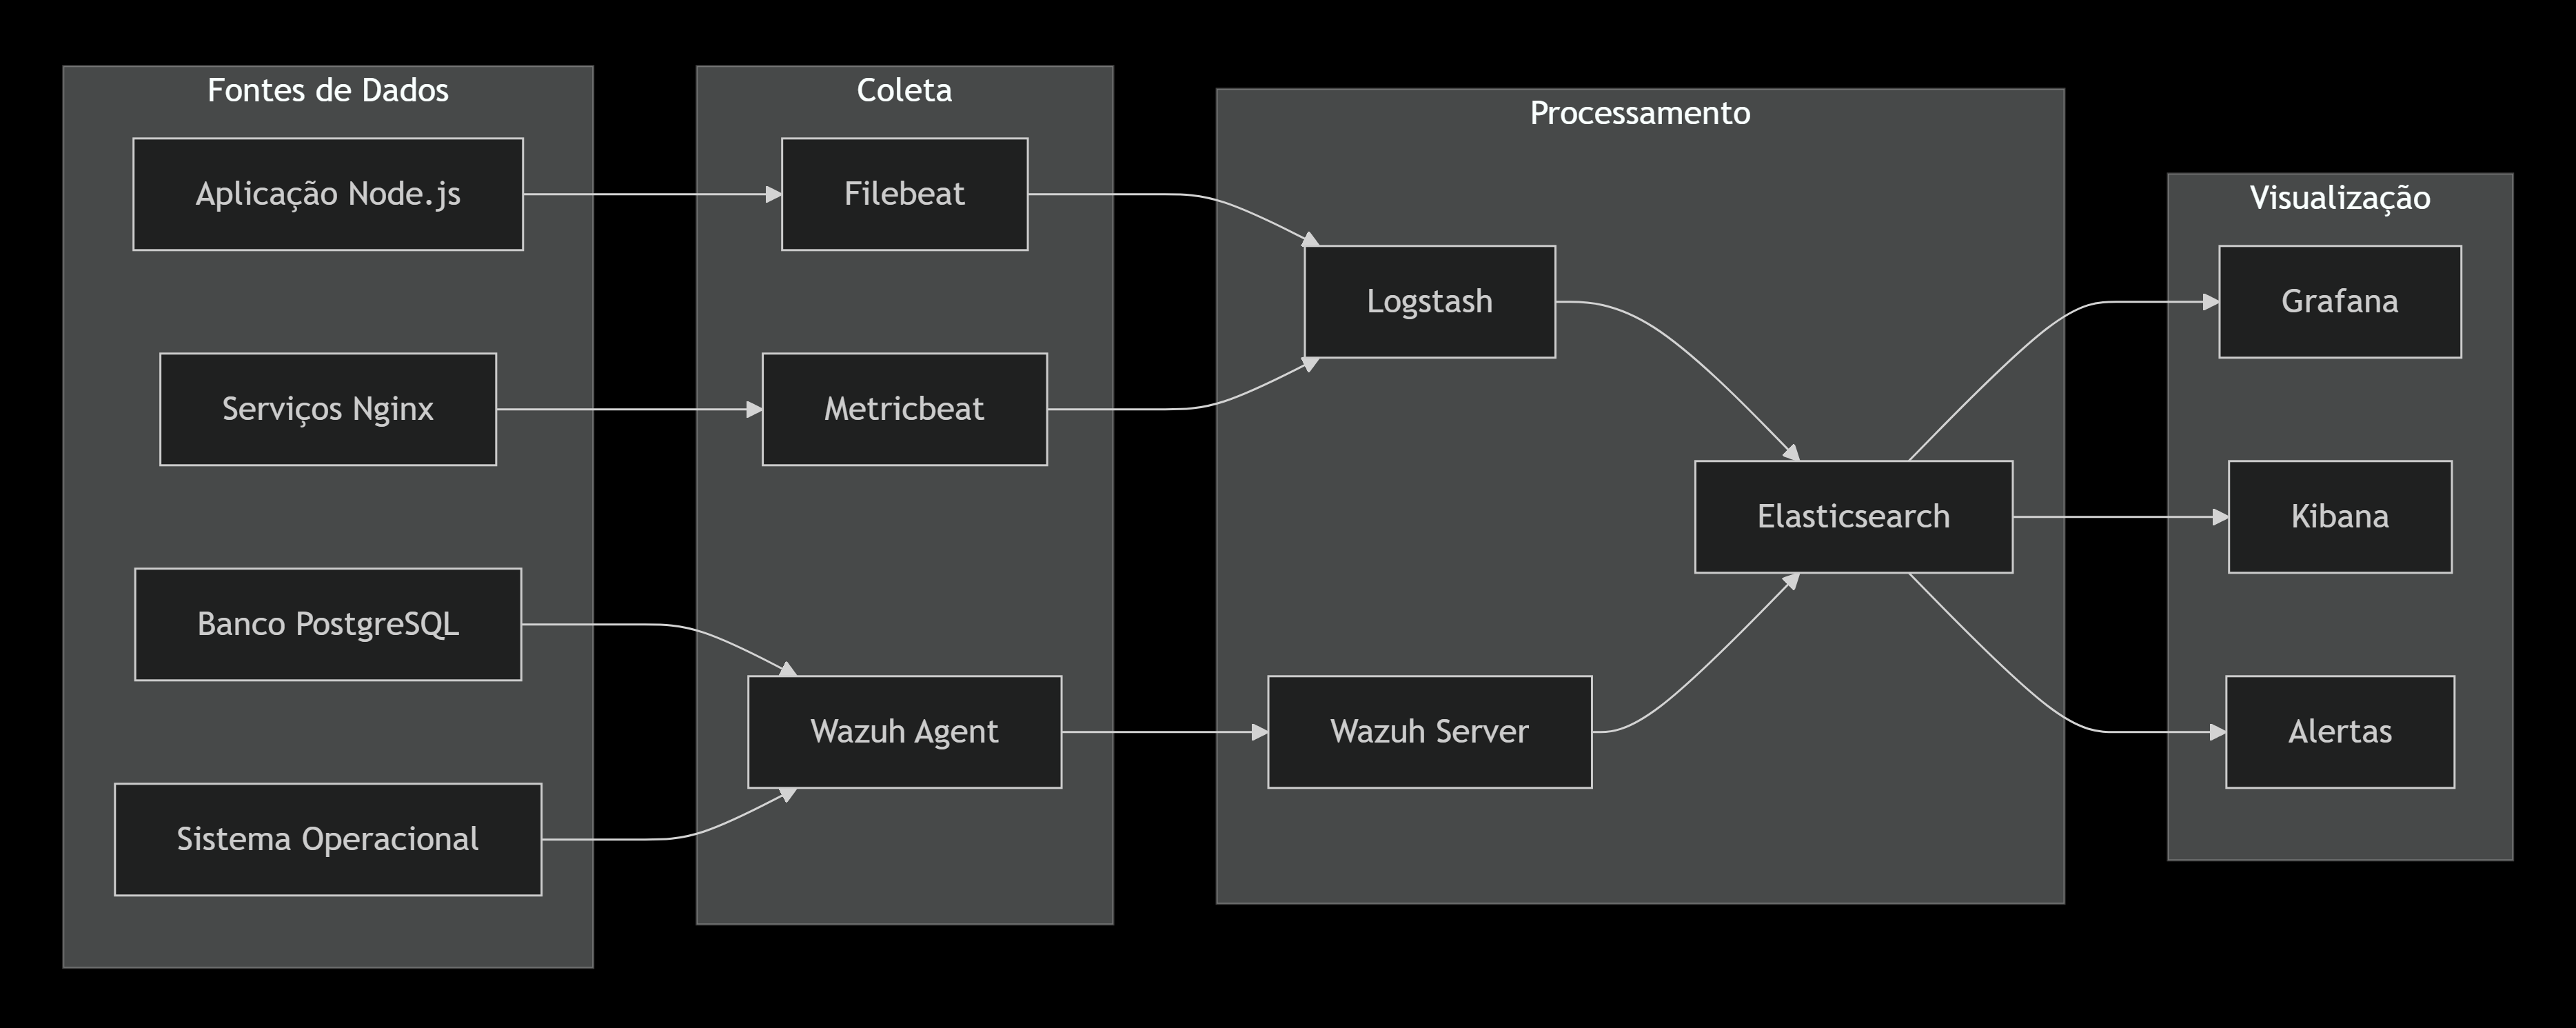 Fontes de Dados
Aplicação Node.js
Serviços Nginx
Banco PostgreSQL
Sistema Operacional
Coleta
Filebeat
Metricbeat
Wazuh Agent
Processamento
Logstash
Elasticsearch
Wazuh Server
Visualização
Grafana
Kibana
Alertas